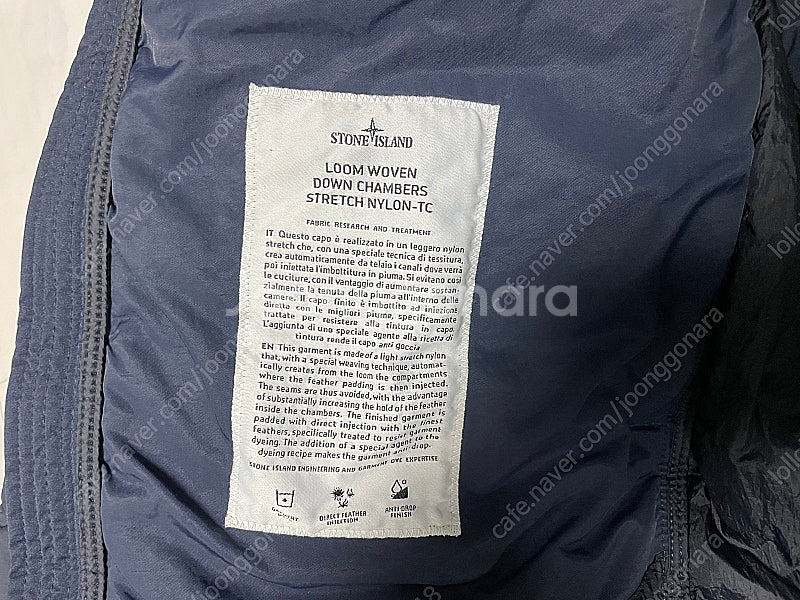 STONE ISLAND
LOOM WOVEN
DOWN CHAMBERS
STRETCH NYLON-TC
FABRIC RESEARCH AND TREATMENT
IT Questo capo è realizzato in un leggero nylon
stretch che, con una speciale tecnica di tessitura,
crea automaticamente da telaio i canali dove verrà
poi iniettata l'imbottitura in piuma. Si evitano così
le cuciture, con il vantaggio di aumentare sostan-
zialmente la tenuta della piuma all'interno delle
camere. Il capo finito è imbottito ad iniezione
diretta con le migliori piume, specificamente
trattate per resistere alla tintura in capo.
L'aggiunta di uno speciale agente alla ricetta di
tintura rende il capo anti goccia
EN This garment is made of a light stretch nylon
that, with a special weaving technique, automat-
ically creates from the loom the compartments
where the feather padding is then injected.
The seams are thus avoided, with the advantage
of substantially increasing the hold of the feather
inside the chambers. The finished garment is
padded with direct injection with the finest
feathers, specifically treated to resist garment
dyeing. The addition of a special agent to the
dyeing recipe makes the garment anti-drop.
STONE ISLAND ENGINEERING AND GARMENT DYE EXPERTISE
GARMENT
DIRECT FEATHER
INJECTION
ANTI-DROP
FINISH
joonggonara
cafe.naver.com/joonggonara